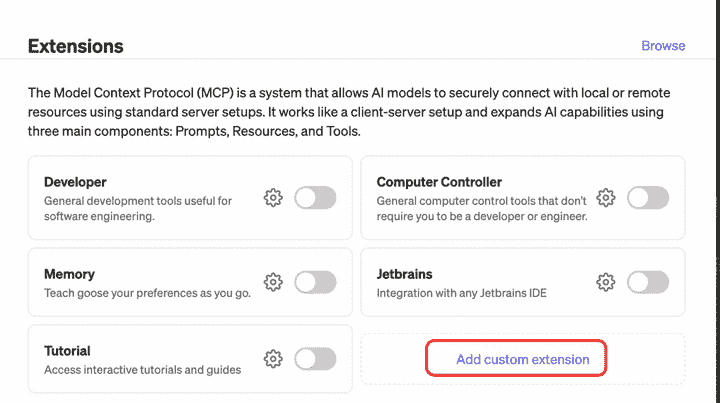 Extensions
Browse
The Model Context Protocol (MCP) is a system that allows AI models to securely connect with local or remote
resources using standard server setups. It works like a client-server setup and expands AI capabilities using
three main components: Prompts, Resources, and Tools.
Developer
General development tools useful for
software engineering.
Computer Controller
General computer control tools that don't
require you to be a developer or engineer.
Memory
Teach goose your preferences as you go.
Jetbrains
Integration with any Jetbrains IDE
Tutorial
Access interactive tutorials and guides
Add custom extension